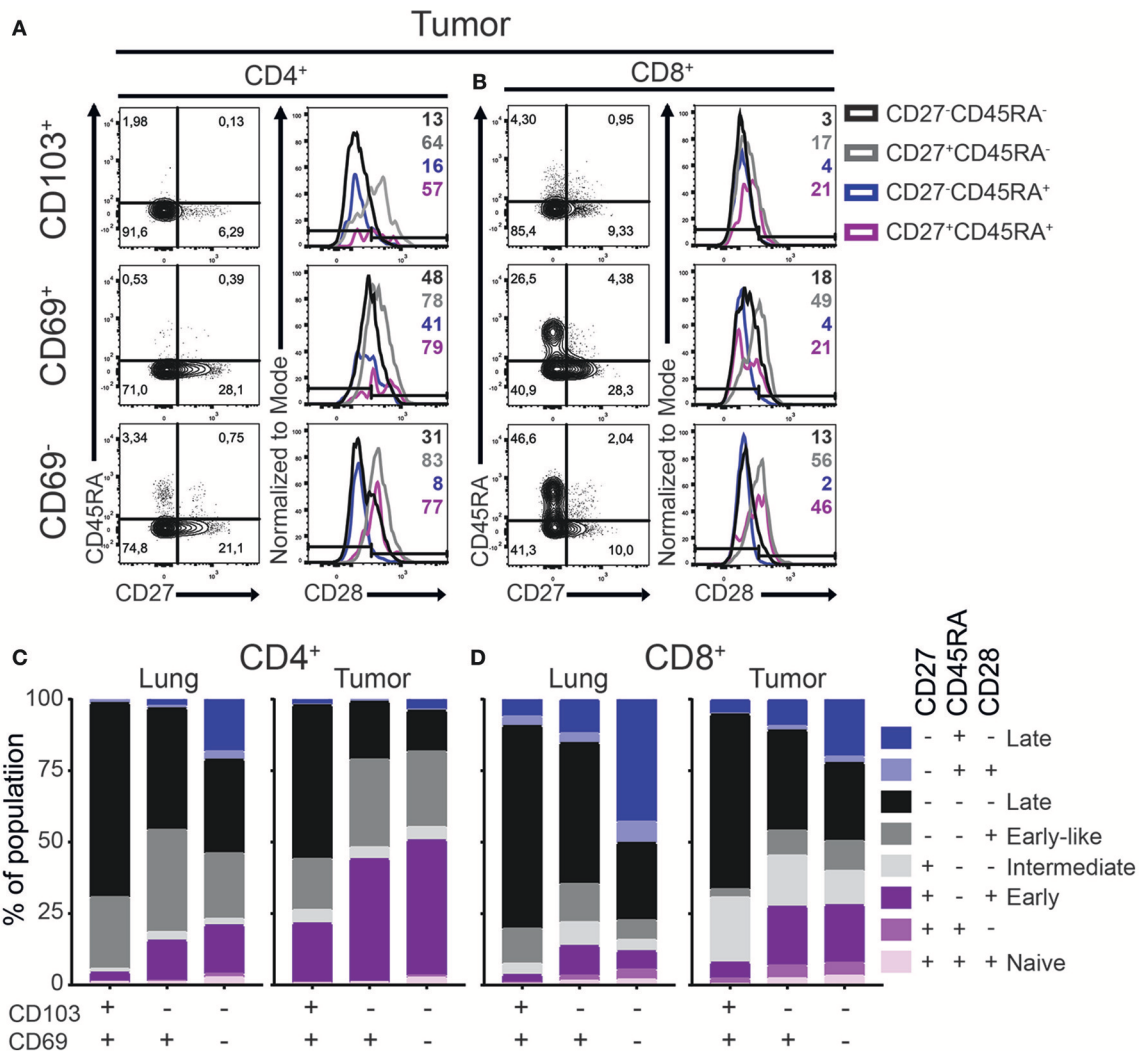 A
Tumor
CD4+
B
CD8+
CD103+
CD69+
CD69-
1,98
0,13
91,6
6,29
13
64
16
57
4,30
0,95
85,4
9,33
3
17
4
21
CD27-CD45RA-
CD27+CD45RA-
CD27-CD45RA+
CD27+CD45RA+
0,53
0,39
71,0
28,1
48
78
41
79
26,5
4,38
40,9
28,3
18
49
4
21
3,34
0,75
74,8
21,1
31
83
8
77
46,6
2,04
41,3
10,0
13
56
2
46
CD45RA
Normalized to Mode
CD45RA
Normalized to Mode
CD27
CD28
CD27
CD28
C
CD4+
Lung
Tumor
D
CD8+
Lung
Tumor
% of populatiion
100
75
50
25
0
CD27
CD45RA
CD28
- + - Late
- + +
- - - Late
- - + Early-like
+ - - Intermediate
+ - + Early
+ + -
+ + + Naive
CD103 + - - + - - + - - + - -
CD69 + + - + + - + + - + + -